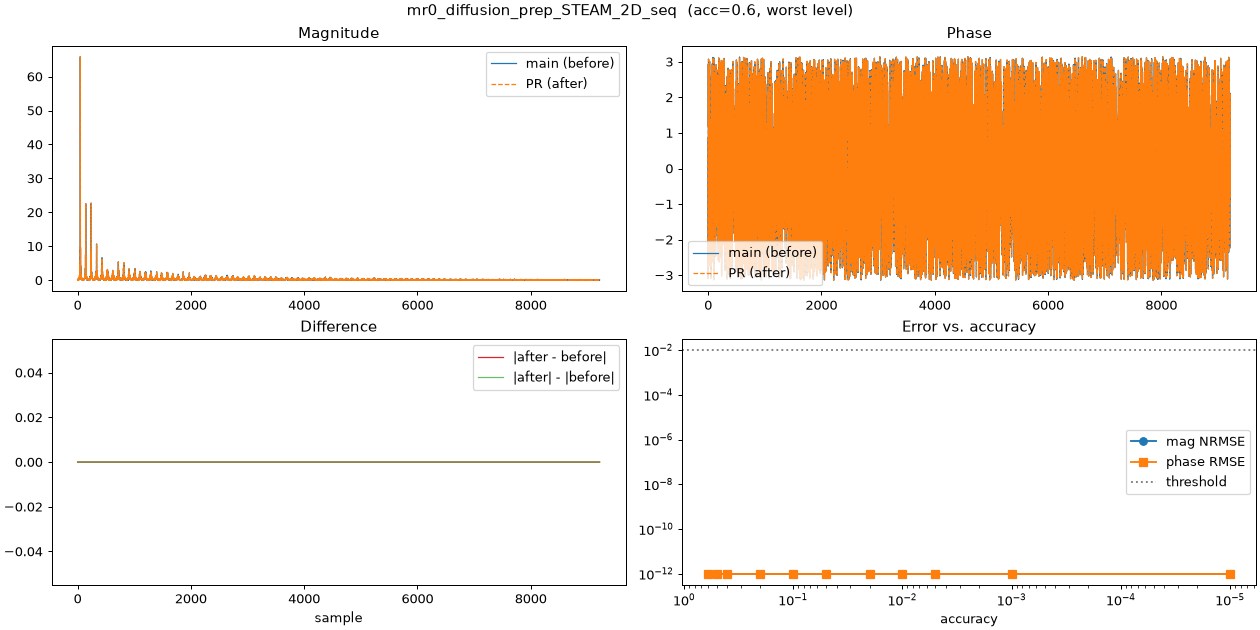 mr0_diffusion_prep_STEAM_2D_seq (acc=0.6, worst level)
Magnitude
main (before)
PR (after)
60
50
40
30
20
10
0
0 2000 4000 6000 8000
Phase
3
2
1
0
−1
−2
−3
main (before)
PR (after)
0 2000 4000 6000 8000
Difference
|after - before|
|after| - |before|
0.04
0.02
0.00
−0.02
−0.04
0 2000 4000 6000 8000
sample
Error vs. accuracy
10⁻²
10⁻⁴
10⁻⁶
10⁻⁸
10⁻¹⁰
10⁻¹²
mag NRMSE
phase RMSE
threshold
10⁰ 10⁻¹ 10⁻² 10⁻³ 10⁻⁴ 10⁻⁵
accuracy